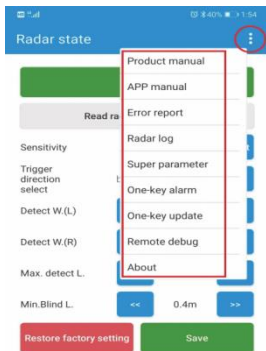 40% 1:54
Radar state
Product manual
APP manual
Read ra
Error report
Radar log
Sensitivity
Super parameter
Trigger
direction
select
One-key alarm
Detect W.(L)
One-key update
Detect W.(R)
Remote debug
Max. detect L.
About
Min.Blind L.
<< 0.4m >>
Restore factory setting
Save